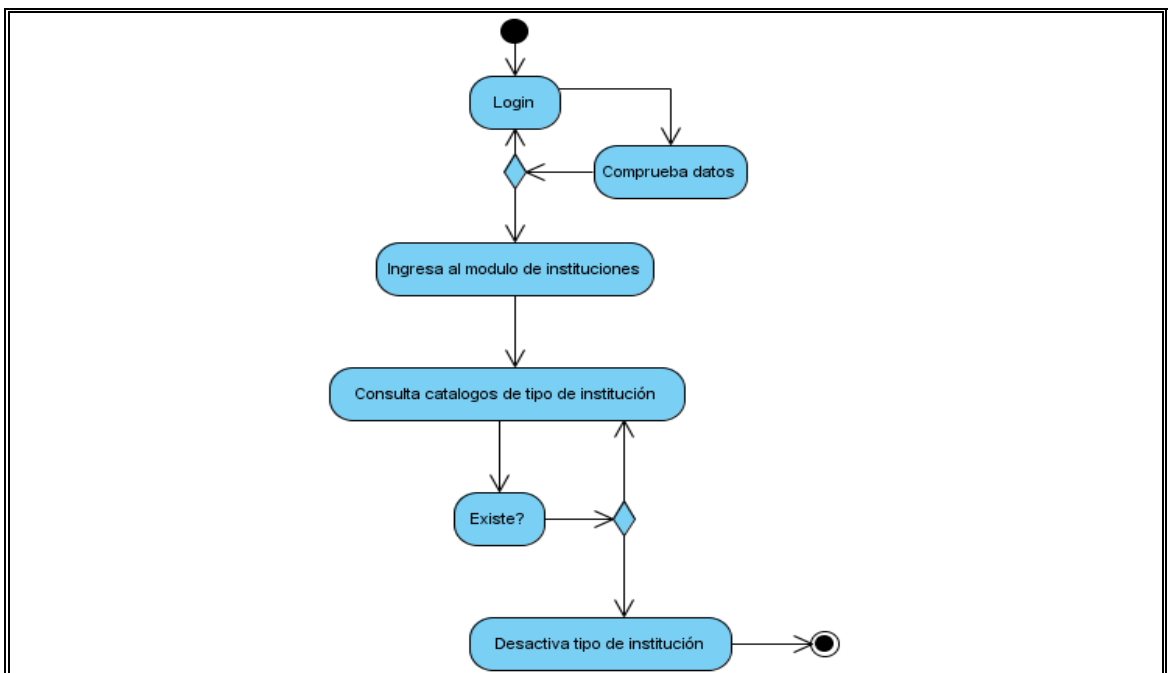 Login
Comprueba datos
Ingresa al modulo de instituciones
Consulta catalogos de tipo de institución
Existe?
Desactiva tipo de institución